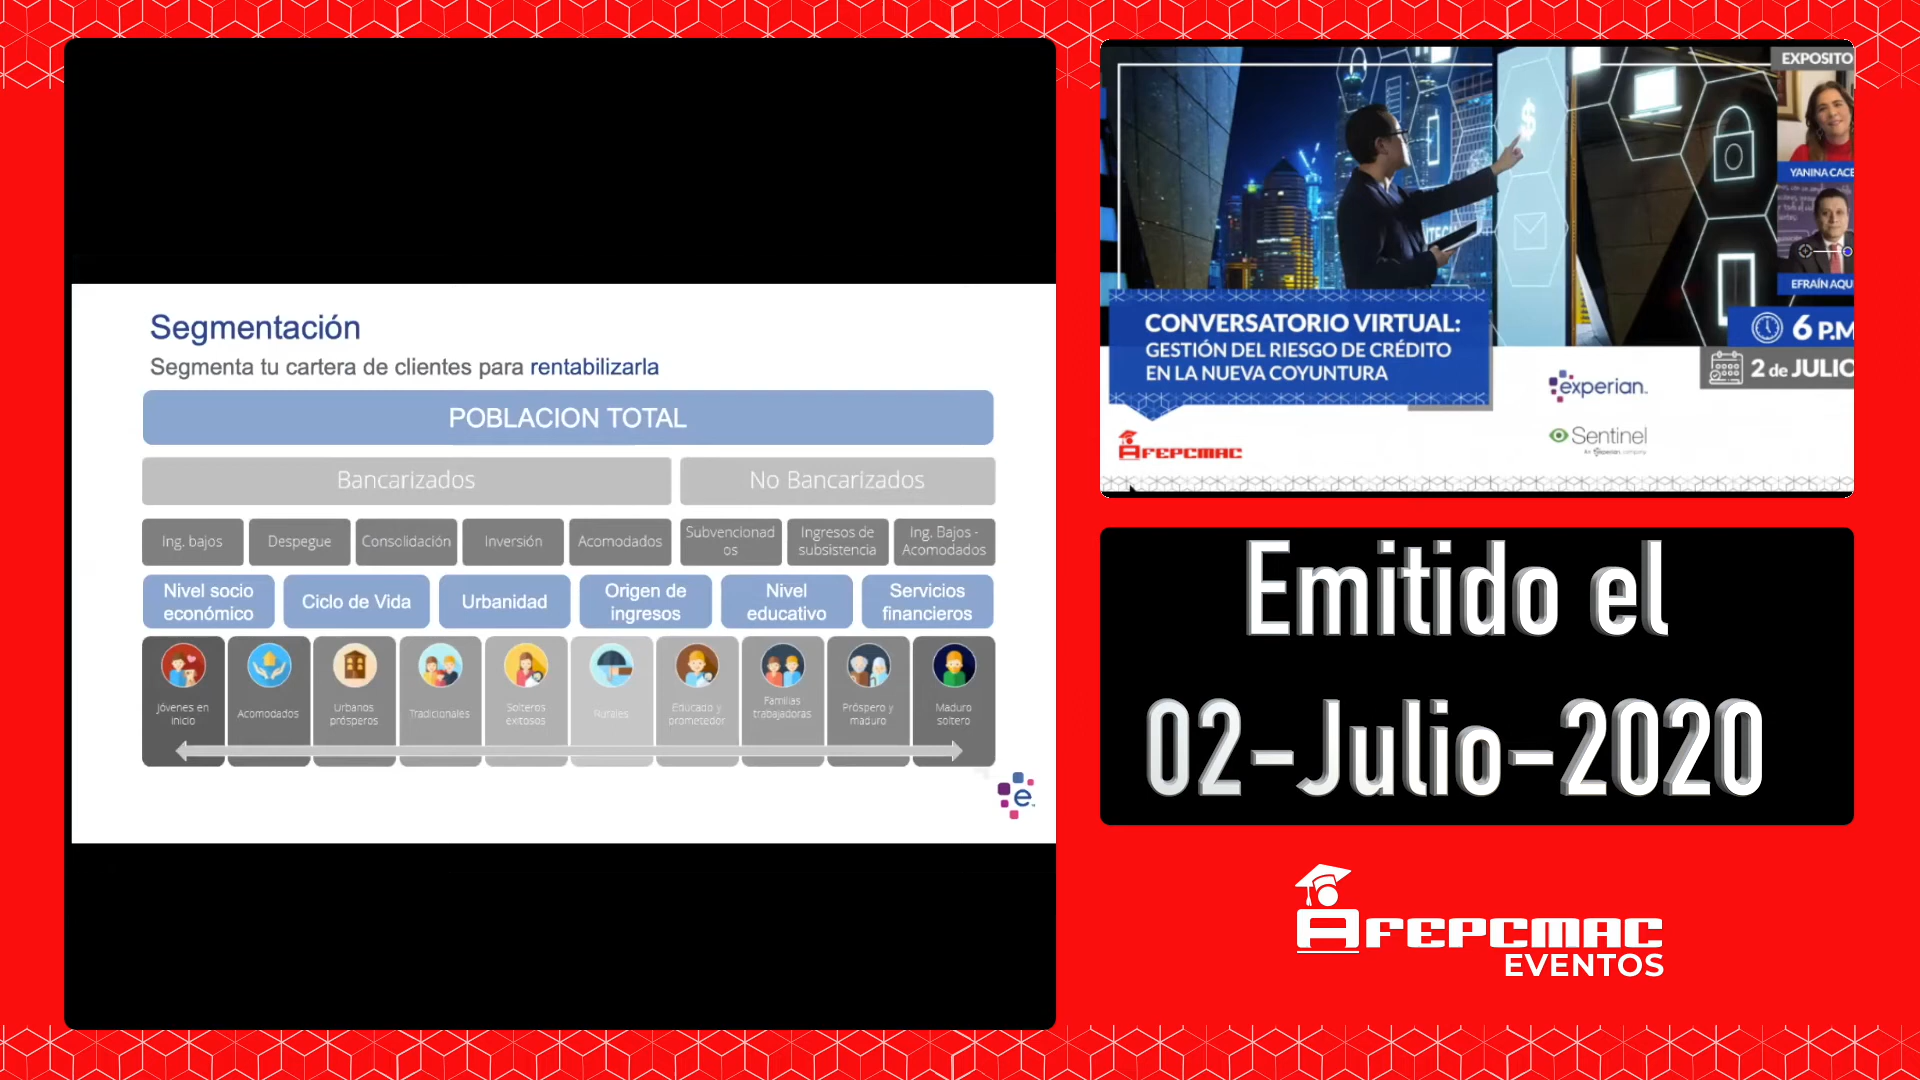 Segmentación
Segmenta tu cartera de clientes para rentabilizarla
POBLACION TOTAL
Bancarizados
No Bancarizados
Ing. bajos
Despegue
Consolidación
Inversión
Acomodados
Subvencionad
os
Ingresos de
subsistencia
Ing. Bajos -
Acomodados
Nivel socio
económico
Ciclo de Vida
Urbanidad
Origen de
ingresos
Nivel
educativo
Servicios
financieros
Jóvenes en
inicio
Acomodados
Urbanos
prósperos
Tradicionales
Solteros
exitosos
Rurales
Educado y
prometedor
Familias
trabajadoras
Próspero y
maduro
Maduro
soltero
e
EXPOSITO
YANINA CACE
EFRAÍN AQU
CONVERSATORIO VIRTUAL:
GESTIÓN DEL RIESGO DE CRÉDITO
EN LA NUEVA COYUNTURA
6 P.M
2 de JULIO
experian.
Sentinel
AFEPCMAC
Emitido el
02-Julio-2020
AFEPCMAC
EVENTOS